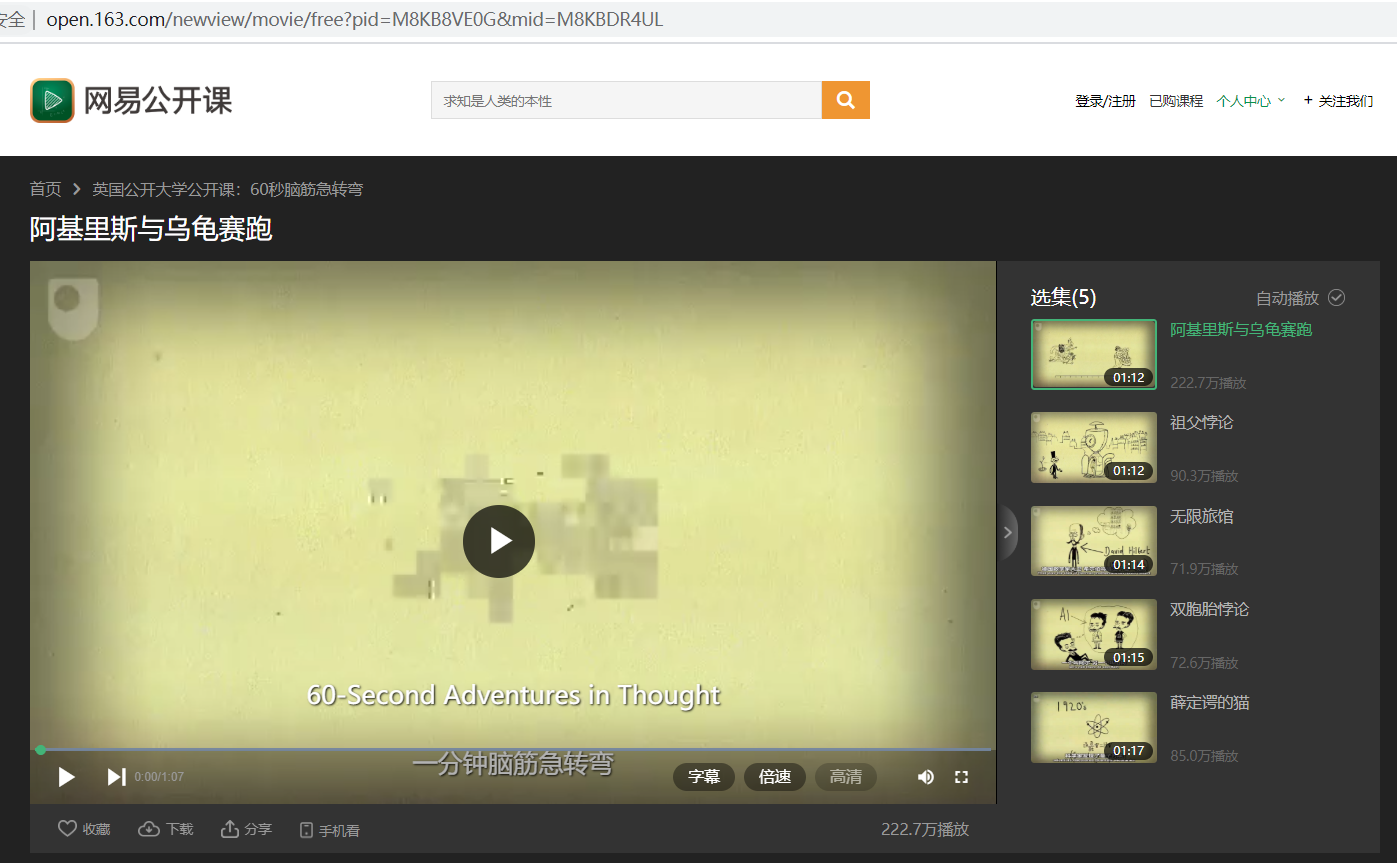 安全 | open.163.com/newview/movie/free?pid=M8KB8VE0G&mid=M8KBDR4UL
网易公开课
求知是人类的本性
登录/注册 已购课程 个人中心 + 关注我们
首页 > 英国公开大学公开课：60秒脑筋急转弯
阿基里斯与乌龟赛跑
60-Second Adventures in Thought
一分钟脑筋急转弯
0:00/1:07
字幕 倍速 高清
收藏 下载 分享 手机看 222.7万播放
选集(5) 自动播放
阿基里斯与乌龟赛跑
01:12
222.7万播放
祖父悖论
01:12
90.3万播放
无限旅馆
David Hilbert
01:14
71.9万播放
双胞胎悖论
Al
01:15
72.6万播放
薛定谔的猫
1920's
01:17
85.0万播放